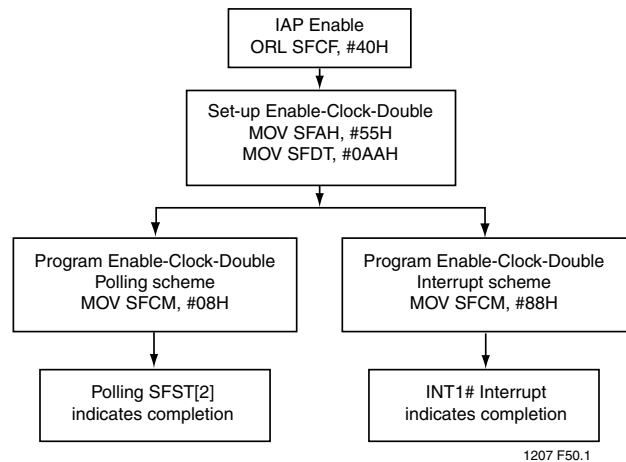 IAP Enable
ORL SFCF, #40H
Set-up Enable-Clock-Double
MOV SFAH, #55H
MOV SFDT, #0AAH
Program Enable-Clock-Double
Polling scheme
MOV SFCM, #08H
Program Enable-Clock-Double
Interrupt scheme
MOV SFCM, #88H
Polling SFST[2]
indicates completion
INT1# Interrupt
indicates completion
1207 F50.1